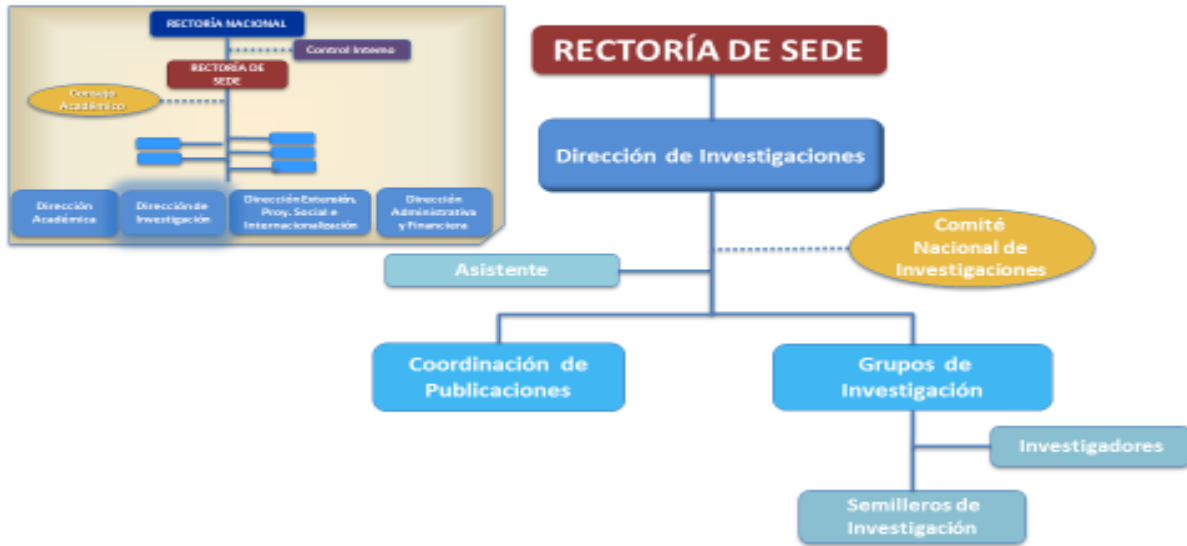 RECTORÍA NACIONAL
Control Interno
RECTORÍA DE
SEDE
Consejo
Académico
Dirección
Académica
Dirección de
Investigación
Dirección Extensión,
Proy. Social e
Internacionalización
Dirección
Administrativa
y Financiera
RECTORÍA DE SEDE
Dirección de Investigaciones
Comité
Nacional de
Investigaciones
Asistente
Coordinación de
Publicaciones
Grupos de
Investigación
Investigadores
Semilleros de
Investigación